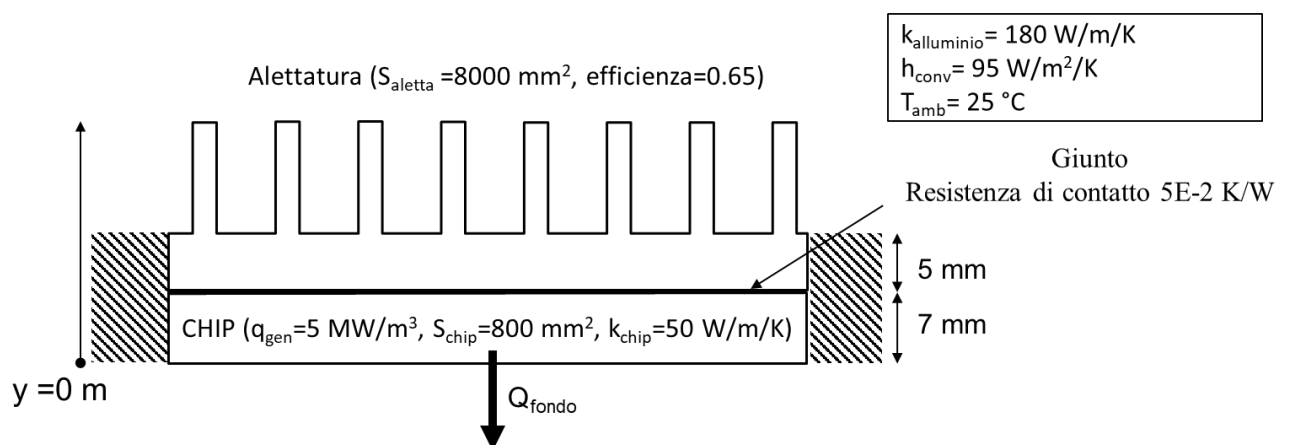 k_alluminio= 180 W/m/K
h_conv= 95 W/m²/K
T_amb= 25 °C
Alettatura (S_aletta =8000 mm², efficienza=0.65)
Giunto
Resistenza di contatto 5E-2 K/W
5 mm
CHIP (q_gen=5 MW/m³, S_chip=800 mm², k_chip=50 W/m/K)
7 mm
y =0 m
Q_fondo